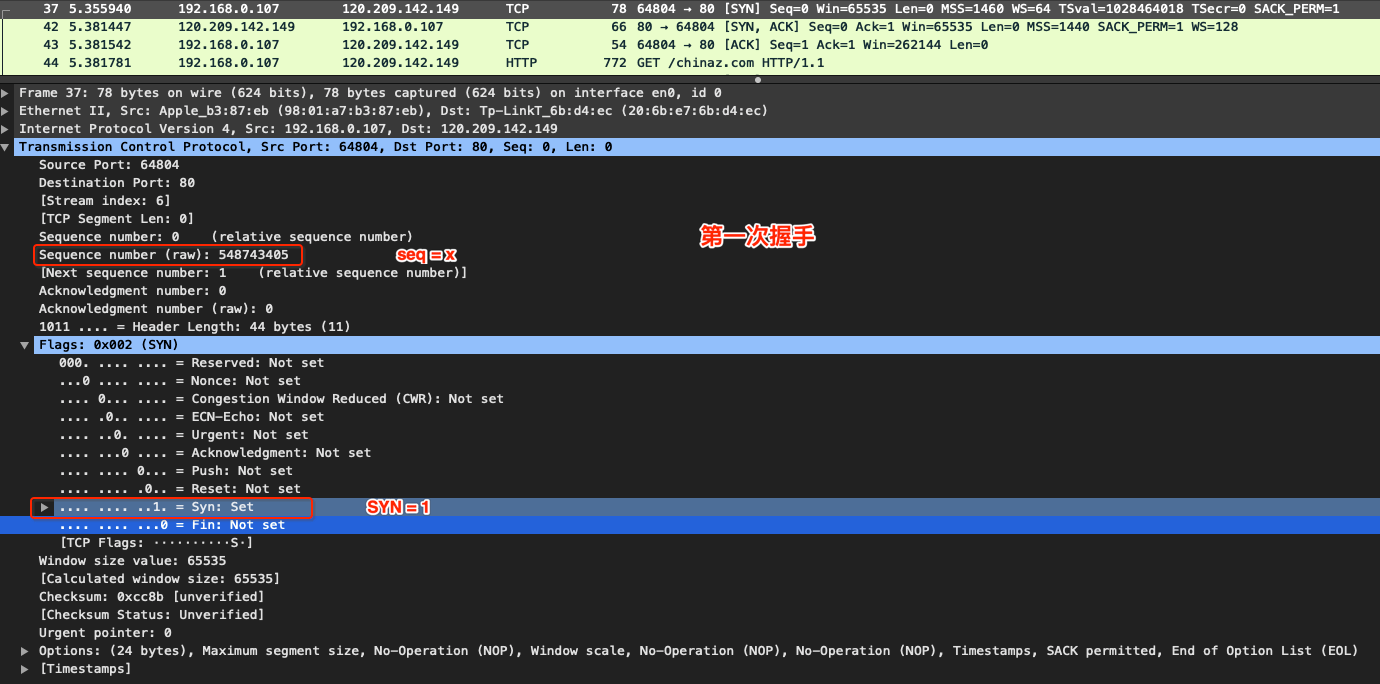 37 5.355940 192.168.0.107 120.209.142.149 TCP 78 64804 → 80 [SYN] Seq=0 Win=65535 Len=0 MSS=1460 WS=64 TSval=1028464018 TSecr=0 SACK_PERM=1
42 5.381447 120.209.142.149 192.168.0.107 TCP 66 80 → 64804 [SYN, ACK] Seq=0 Ack=1 Win=65535 Len=0 MSS=1440 SACK_PERM=1 WS=128
43 5.381542 192.168.0.107 120.209.142.149 TCP 54 64804 → 80 [ACK] Seq=1 Ack=1 Win=262144 Len=0
44 5.381781 192.168.0.107 120.209.142.149 HTTP 772 GET /chinaz.com HTTP/1.1
Frame 37: 78 bytes on wire (624 bits), 78 bytes captured (624 bits) on interface en0, id 0
Ethernet II, Src: Apple_b3:87:eb (98:01:a7:b3:87:eb), Dst: Tp-LinkT_6b:d4:ec (20:6b:e7:6b:d4:ec)
Internet Protocol Version 4, Src: 192.168.0.107, Dst: 120.209.142.149
Transmission Control Protocol, Src Port: 64804, Dst Port: 80, Seq: 0, Len: 0
Source Port: 64804
Destination Port: 80
[Stream index: 6]
[TCP Segment Len: 0]
Sequence number: 0 (relative sequence number)
第一次握手
Sequence number (raw): 548743405 seq = x
[Next sequence number: 1 (relative sequence number)]
Acknowledgment number: 0
Acknowledgment number (raw): 0
1011 .... = Header Length: 44 bytes (11)
Flags: 0x002 (SYN)
000. .... .... = Reserved: Not set
...0 .... .... = Nonce: Not set
.... 0... .... = Congestion Window Reduced (CWR): Not set
.... .0.. .... = ECN-Echo: Not set
.... ..0. .... = Urgent: Not set
.... ...0 .... = Acknowledgment: Not set
.... .... 0... = Push: Not set
.... .... .0.. = Reset: Not set
.... .... ..1. = Syn: Set SYN = 1
.... .... ...0 = Fin: Not set
[TCP Flags: ··········S·]
Window size value: 65535
[Calculated window size: 65535]
Checksum: 0xcc8b [unverified]
[Checksum Status: Unverified]
Urgent pointer: 0
Options: (24 bytes), Maximum segment size, No-Operation (NOP), Window scale, No-Operation (NOP), No-Operation (NOP), Timestamps, SACK permitted, End of Option List (EOL)
[Timestamps]